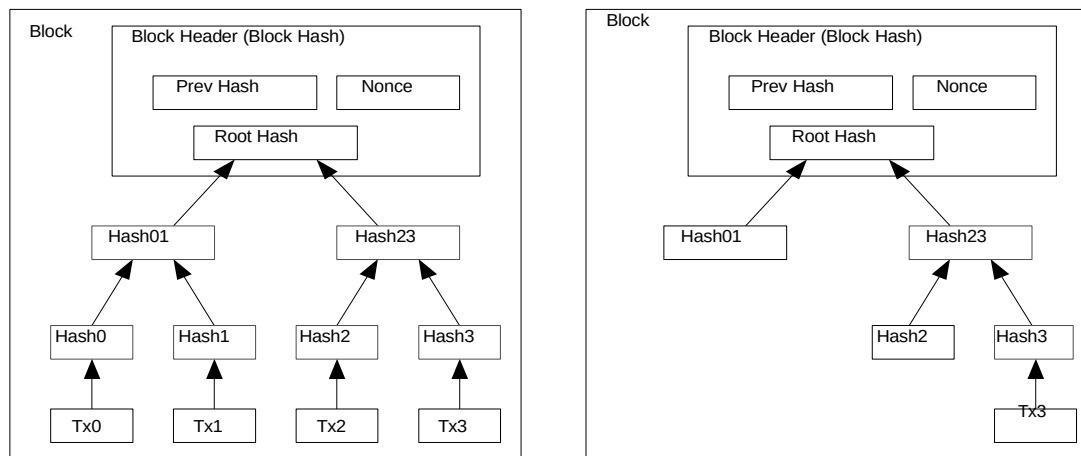 Block
Block Header (Block Hash)
Prev Hash
Nonce
Root Hash
Hash01
Hash23
Hash0
Hash1
Hash2
Hash3
Tx0
Tx1
Tx2
Tx3
Block
Block Header (Block Hash)
Prev Hash
Nonce
Root Hash
Hash01
Hash23
Hash2
Hash3
Tx3